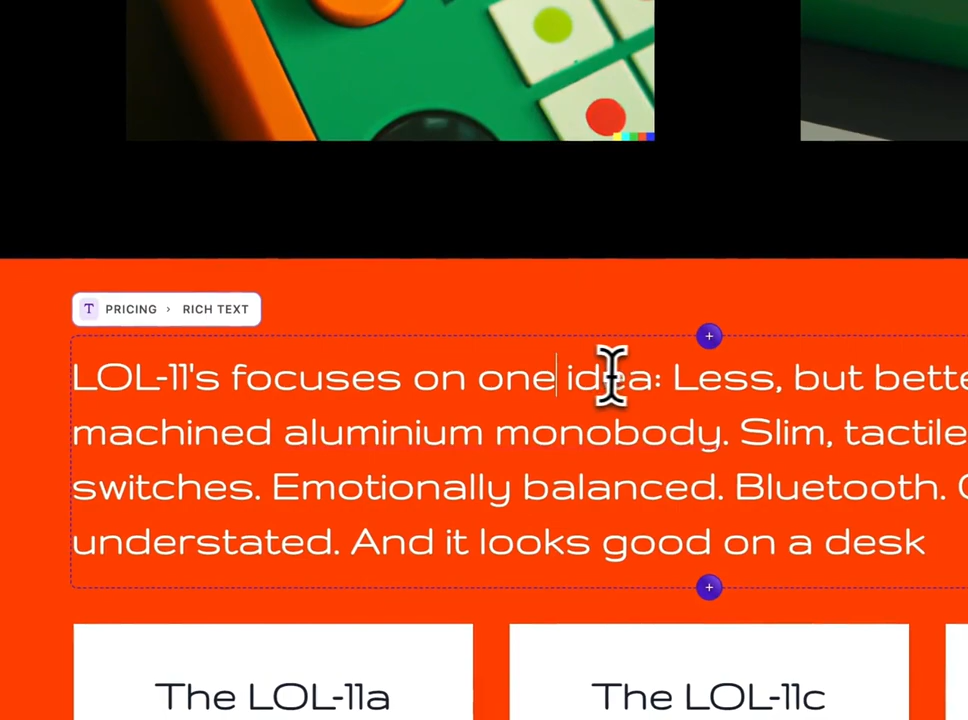 T PRICING › RICH TEXT
LOL-11's focuses on one idea: Less, but
machined aluminium monobody. Slim, tactile
switches. Emotionally balanced. Bluetooth.
understated. And it looks good on a desk
The LOL-11a
The LOL-11c